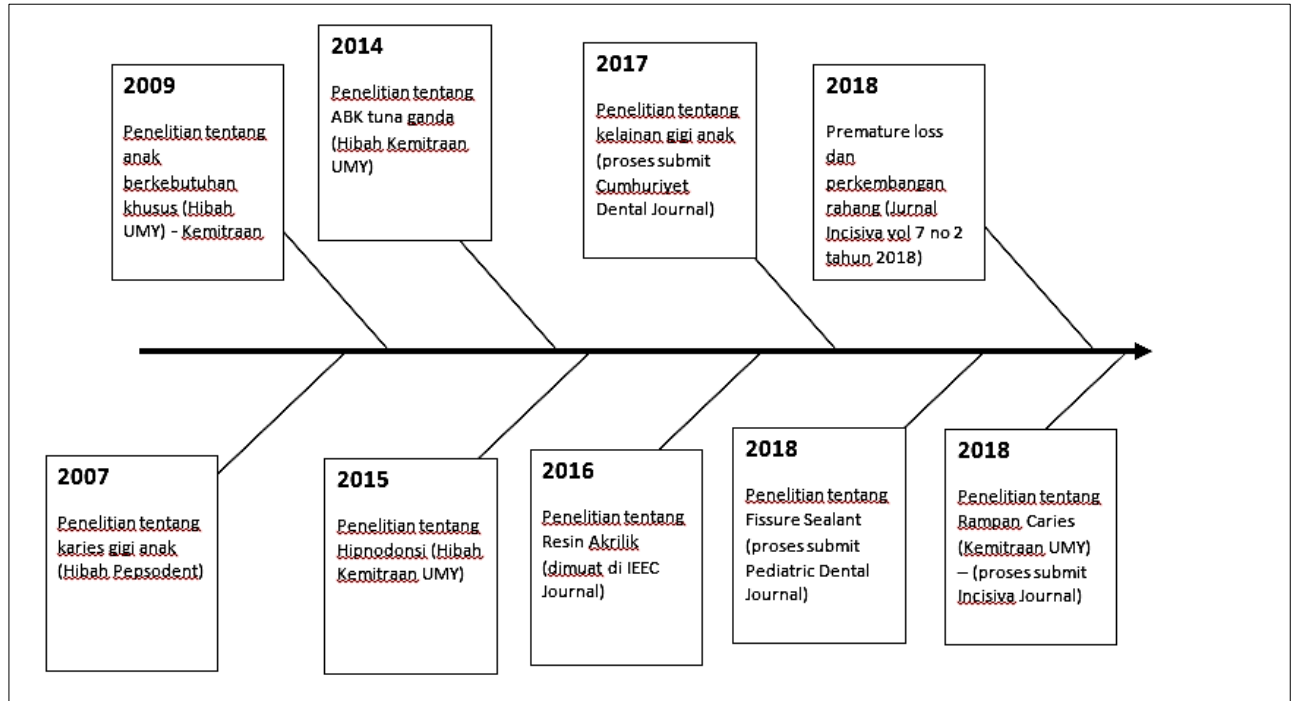 2009
Penelitian tentang
anak
berkebutuhan
khusus (Hibah
UMY) - Kemitraan
2014
Penelitian tentang
ABK tuna ganda
(Hibah Kemitraan
UMY)
2017
Penelitian tentang
kelainan gigi anak
(proses submit
Cumhuriyet
Dental Journal)
2018
Premature loss
dan
perkembangan
rahang (Jurnal
Incisiva vol 7 no 2
tahun 2018)
2007
Penelitian tentang
karies gigi anak
(Hibah Pepsodent)
2015
Penelitian tentang
Hipnodonsi (Hibah
Kemitraan UMY)
2016
Penelitian tentang
Resin Akrilik
(dimuat di IEEC
Journal)
2018
Penelitian tentang
Fissure Sealant
(proses submit
Pediatric Dental
Journal)
2018
Penelitian tentang
Rampan Caries
(Kemitraan UMY)
– (proses submit
Incisiva Journal)